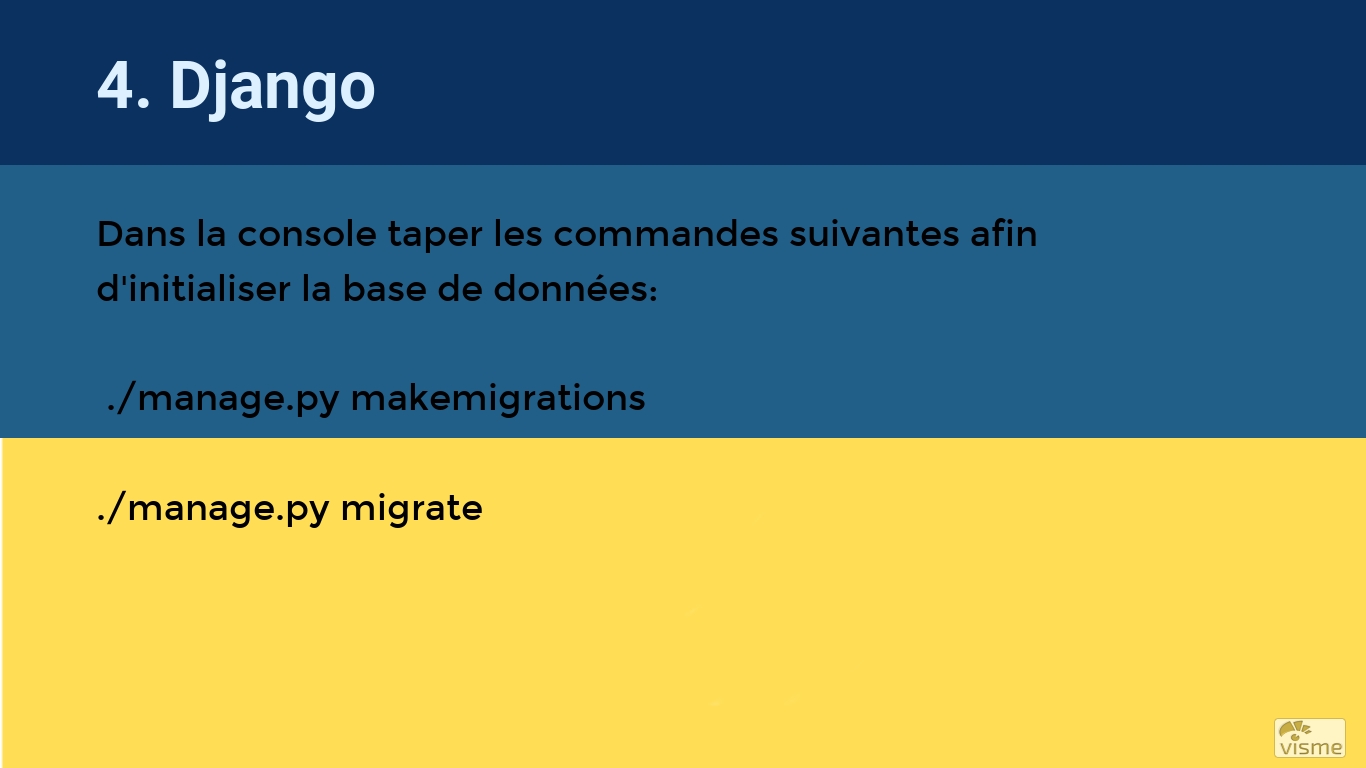 4. Django
Dans la console taper les commandes suivantes afin
d'initialiser la base de données:
./manage.py makemigrations
./manage.py migrate
visme